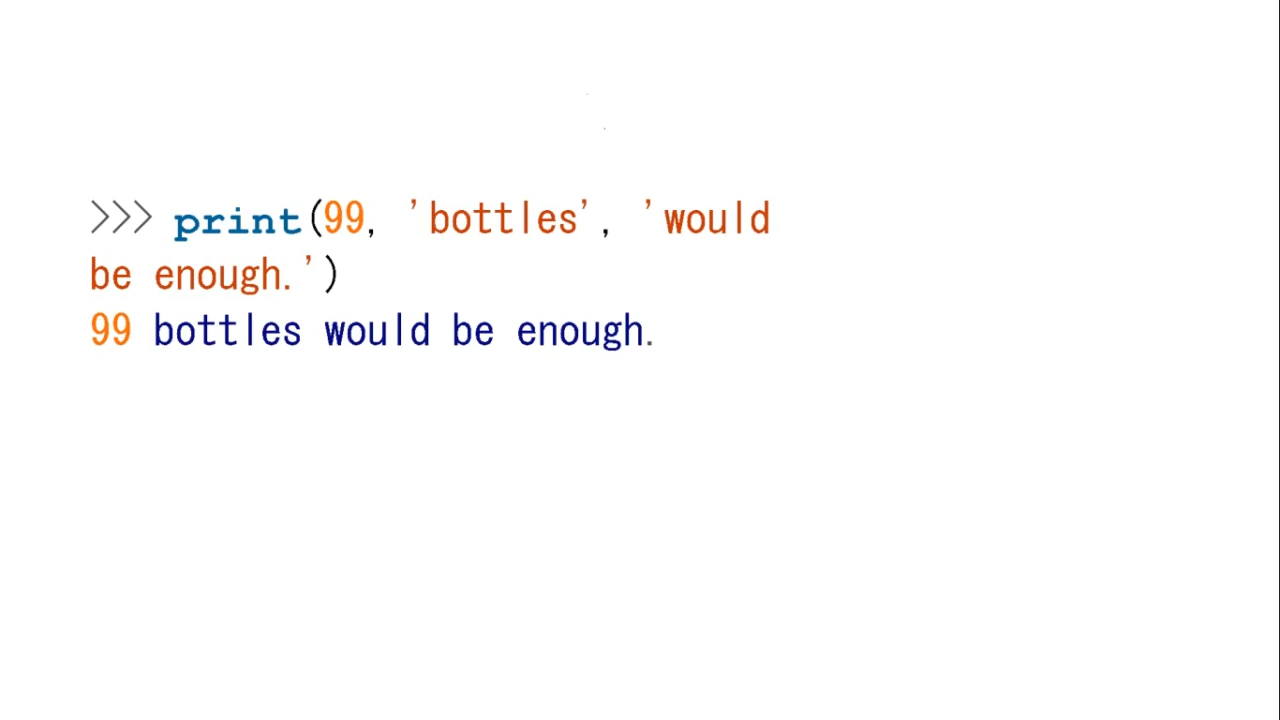 >>> print(99, 'bottles', 'would
be enough.')
99 bottles would be enough.